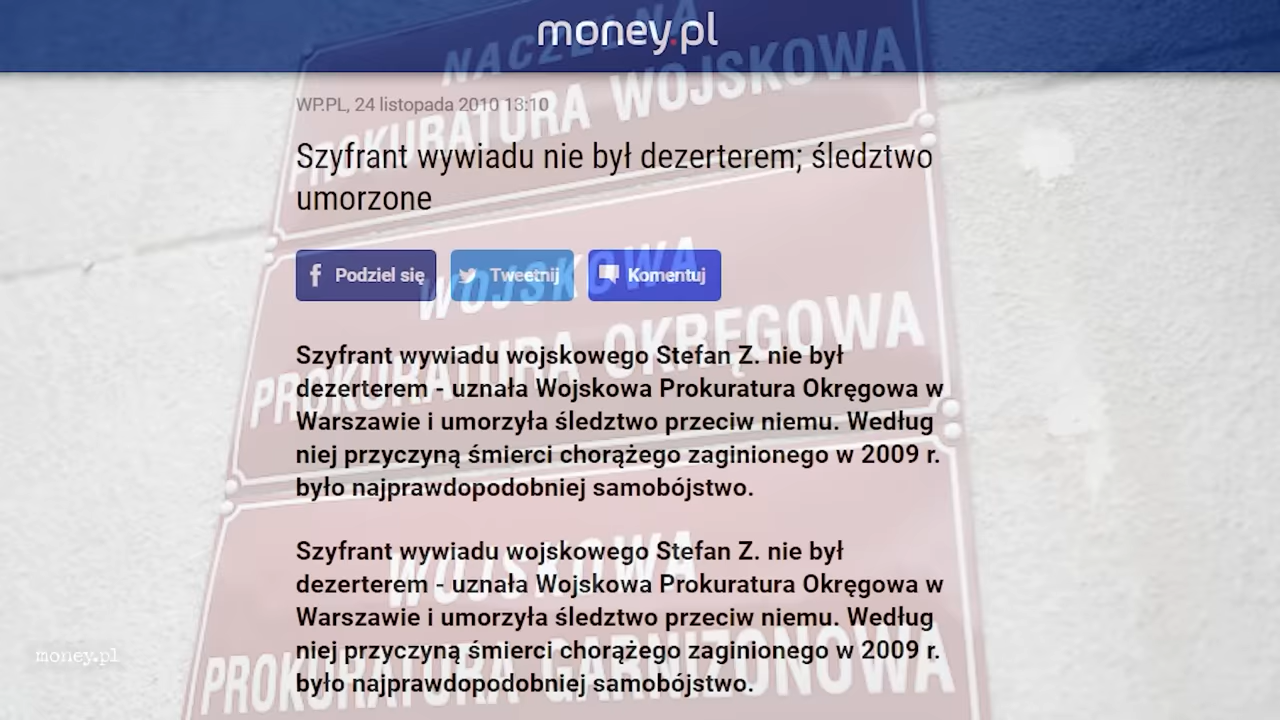 money.pl
NACZELNA
PROKURATURA WOJSKOWA
WP.PL, 24 listopada 2010 13:10
Szyfrant wywiadu nie był dezerterem; śledztwo
umorzone
Podziel się
Tweetnij
Komentuj
WOJSKOWA
PROKURATURA OKRĘGOWA
Szyfrant wywiadu wojskowego Stefan Z. nie był
dezerterem - uznała Wojskowa Prokuratura Okręgowa w
Warszawie i umorzyła śledztwo przeciw niemu. Według
niej przyczyną śmierci chorążego zaginionego w 2009 r.
było najprawdopodobniej samobójstwo.
Szyfrant wywiadu wojskowego Stefan Z. nie był
dezerterem - uznała Wojskowa Prokuratura Okręgowa w
Warszawie i umorzyła śledztwo przeciw niemu. Według
niej przyczyną śmierci chorążego zaginionego w 2009 r.
było najprawdopodobniej samobójstwo.
WOJSKOWA
PROKURATURA GARNIZONOWA
money.pl